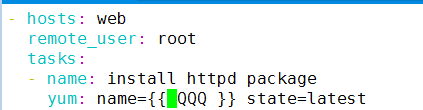 - hosts: web
  remote_user: root
  tasks:
  - name: install httpd package
    yum: name={{ QQQ }} state=latest